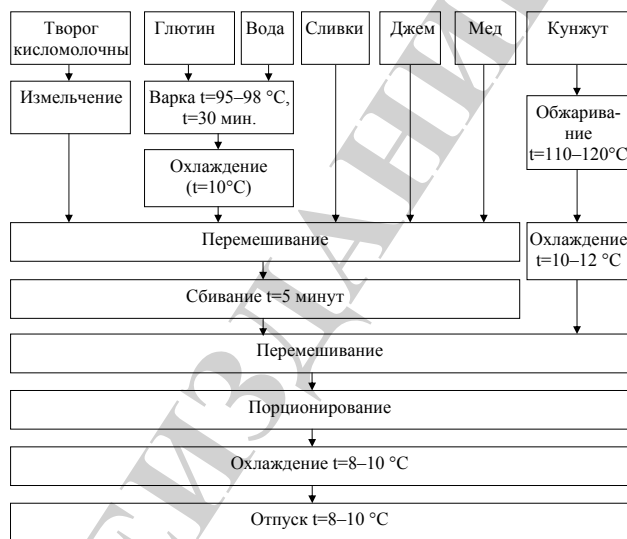 Творог
кисломолочны
Глютин
Вода
Сливки
Джем
Мед
Кунжут
Измельчение
Варка t=95–98 °C,
t=30 мин.
Обжарива-
ние
t=110–120°C
Охлаждение
(t=10°C)
Перемешивание
Охлаждение
t=10–12 °C
Сбивание t=5 минут
Перемешивание
Порционирование
Охлаждение t=8–10 °C
Отпуск t=8–10 °C